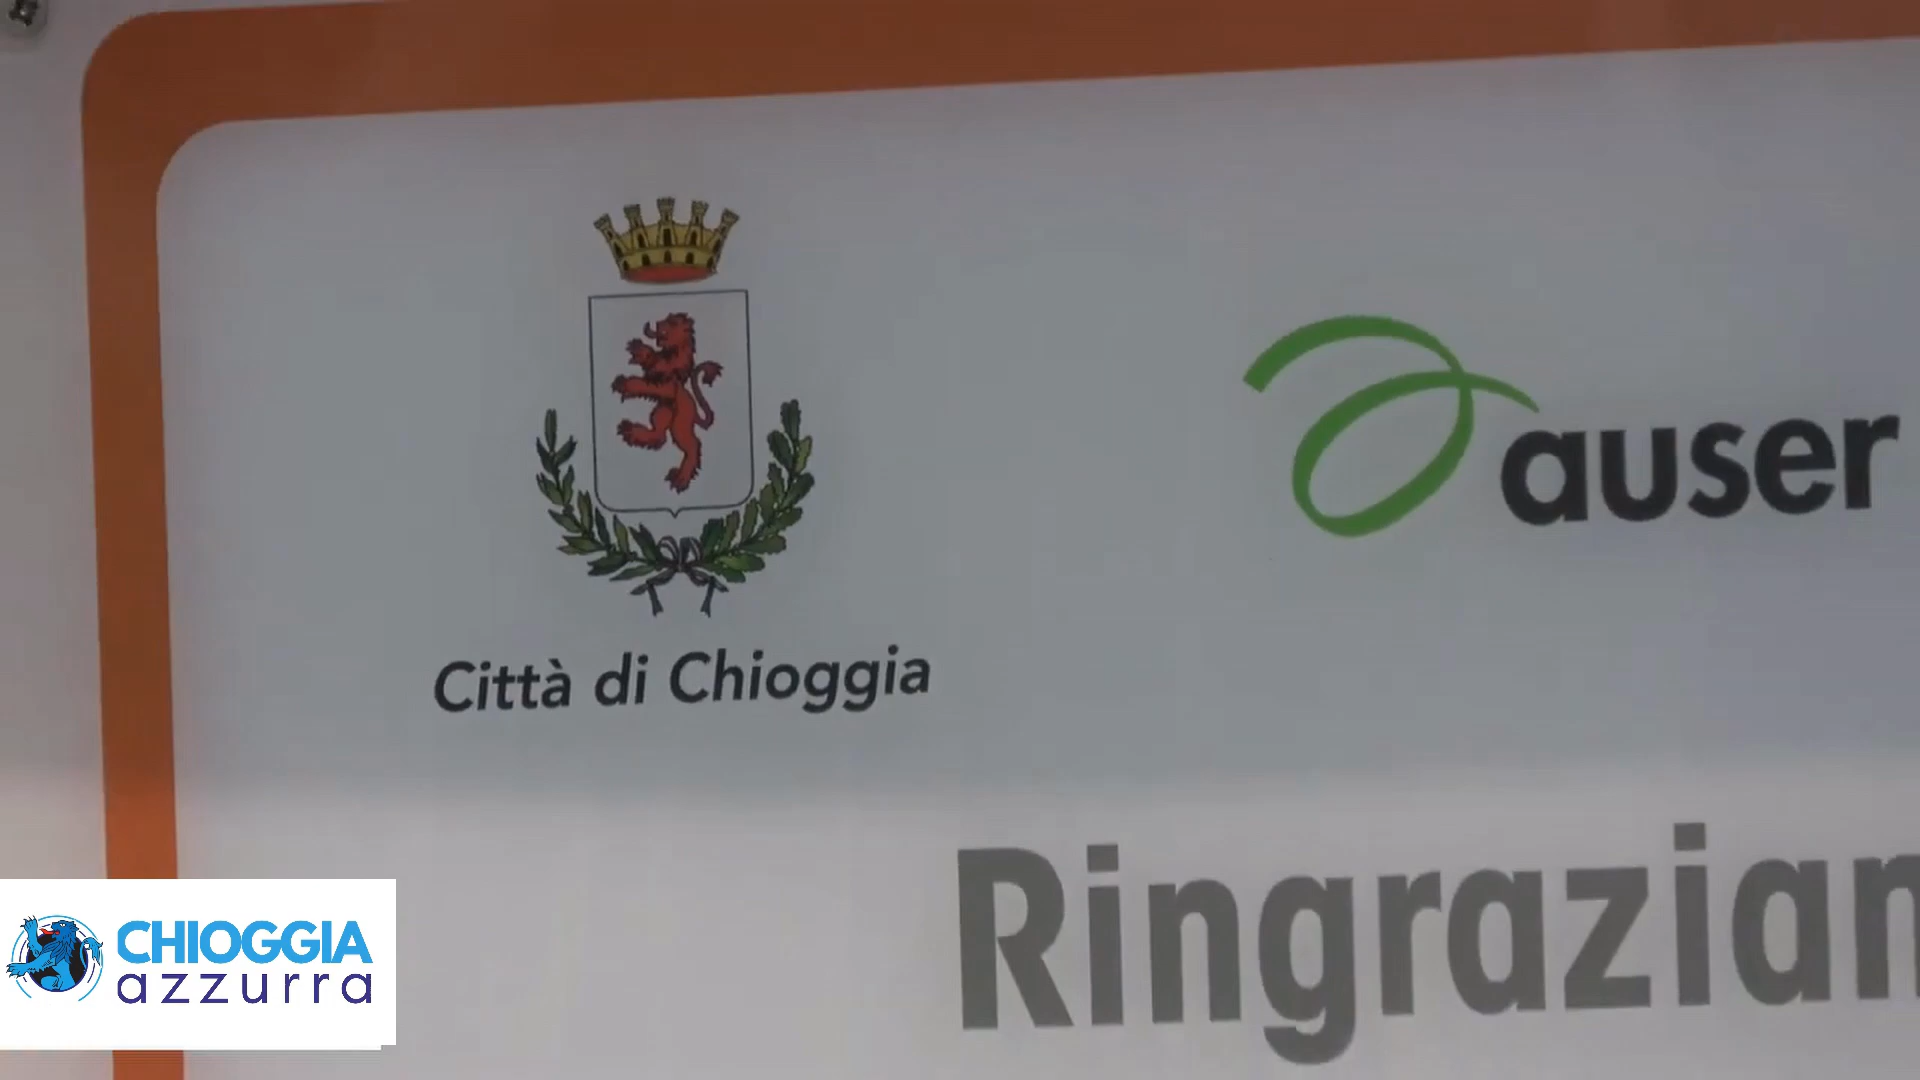 auser
Città di Chioggia
Ringrazian
CHIOGGIA
azzurra